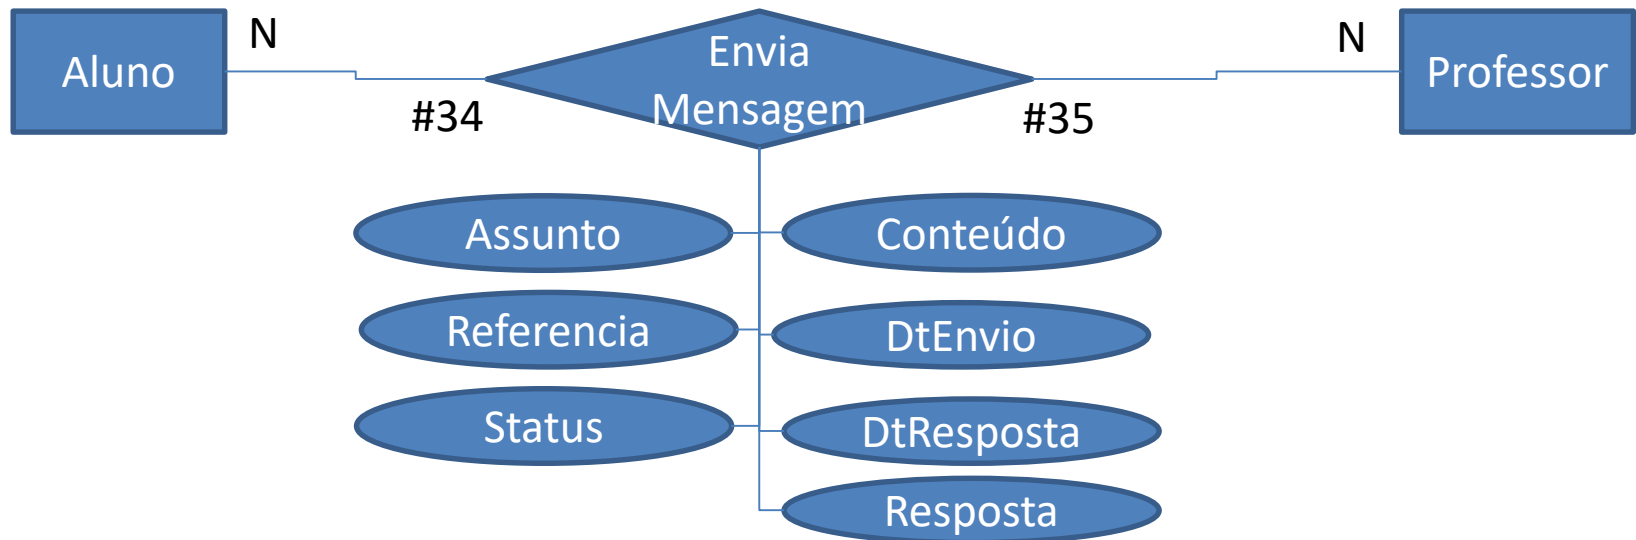 Aluno
N
Envia
Mensagem
N
Professor
#34
#35
Assunto
Conteúdo
Referencia
DtEnvio
Status
DtResposta
Resposta